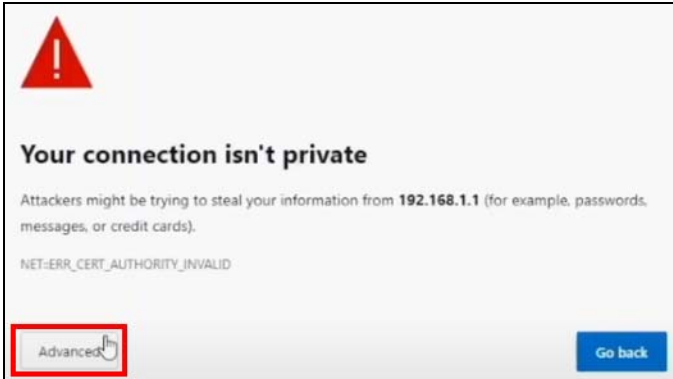 Your connection isn't private
Attackers might be trying to steal your information from 192.168.1.1 (for example, passwords,
messages, or credit cards).
NET::ERR_CERT_AUTHORITY_INVALID
Advanced
Go back